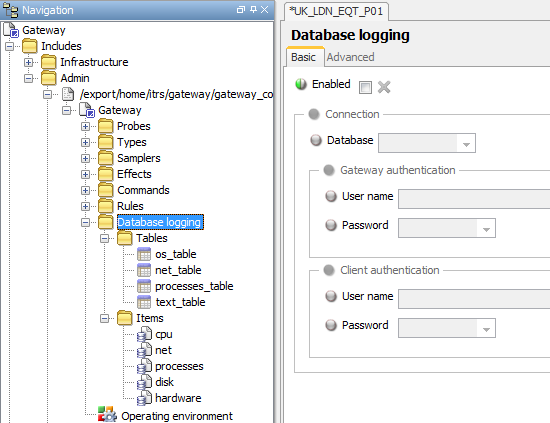 Navigation
Gateway
Includes
Infrastructure
Admin
/export/home/itrs/gateway/gateway_co
Gateway
Probes
Types
Samplers
Effects
Commands
Rules
Database logging
Tables
os_table
net_table
processes_table
text_table
Items
cpu
net
processes
disk
hardware
Operating environment
*UK_LDN_EQT_P01
Database logging
Basic Advanced
Enabled
Connection
Database
Gateway authentication
User name
Password
Client authentication
User name
Password